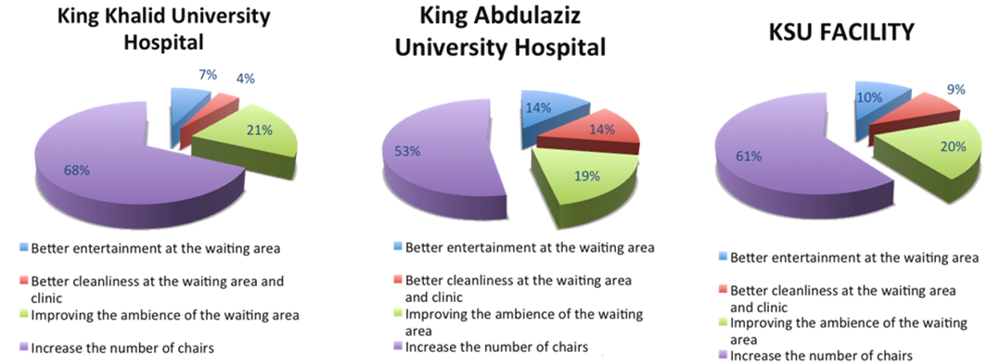 King Khalid University
Hospital
7%
4%
21%
68%
Better entertainment at the waiting area
Better cleanliness at the waiting area and
clinic
Improving the ambience of the waiting area
Increase the number of chairs
King Abdulaziz
University Hospital
14%
14%
53%
19%
Better entertainment at the waiting area
Better cleanliness at the waiting area
and clinic
Improving the ambience of the waiting
area
Increase the number of chairs
KSU FACILITY
10%
9%
20%
61%
Better entertainment at the waiting area
Better cleanliness at the waiting area
and clinic
Improving the ambience of the waiting
area
Increase the number of chairs